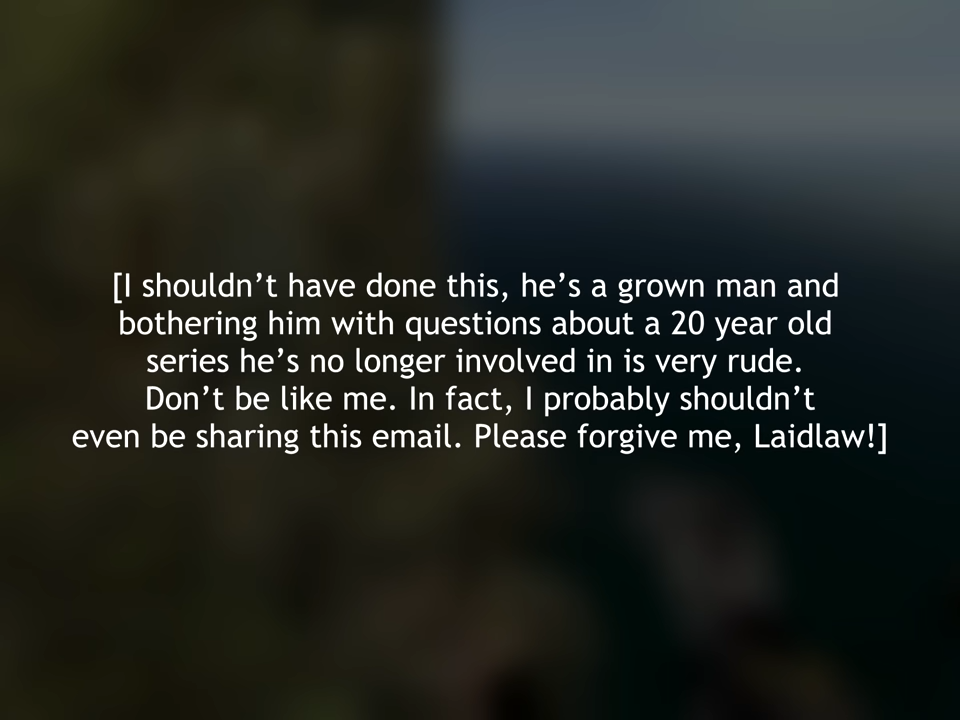 [I shouldn’t have done this, he’s a grown man and
bothering him with questions about a 20 year old
series he’s no longer involved in is very rude.
Don’t be like me. In fact, I probably shouldn’t
even be sharing this email. Please forgive me, Laidlaw!]